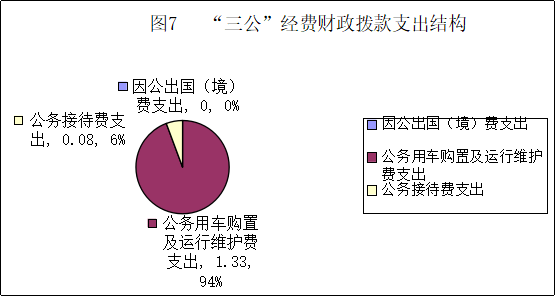 图7 “三公”经费财政拨款支出结构
因公出国（境）
费支出, 0, 0%
公务接待费支
出, 0.08, 6%
公务用车购置
及运行维护费
支出, 1.33,
94%
因公出国（境）费支出
公务用车购置及运行维护
费支出
公务接待费支出